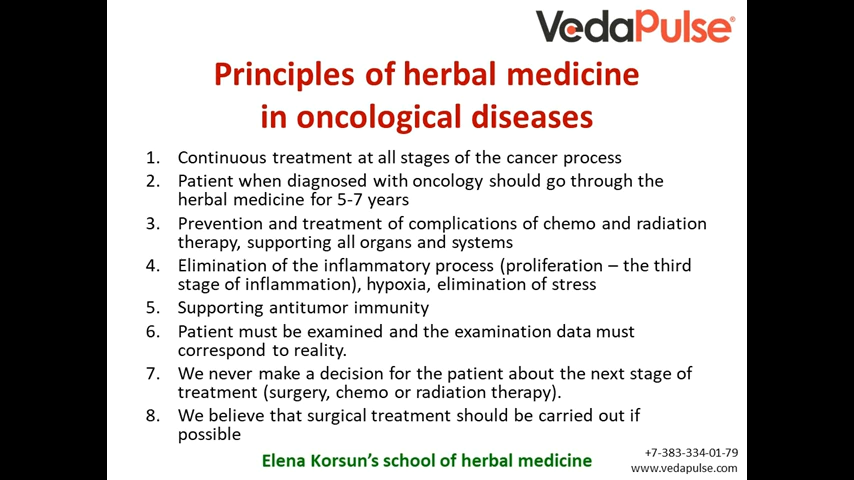 VedaPulse®
Principles of herbal medicine
in oncological diseases
1. Continuous treatment at all stages of the cancer process
2. Patient when diagnosed with oncology should go through the
herbal medicine for 5-7 years
3. Prevention and treatment of complications of chemo and radiation
therapy, supporting all organs and systems
4. Elimination of the inflammatory process (proliferation – the third
stage of inflammation), hypoxia, elimination of stress
5. Supporting antitumor immunity
6. Patient must be examined and the examination data must
correspond to reality.
7. We never make a decision for the patient about the next stage of
treatment (surgery, chemo or radiation therapy).
8. We believe that surgical treatment should be carried out if
possible
Elena Korsun's school of herbal medicine
+7-383-334-01-79
www.vedapulse.com